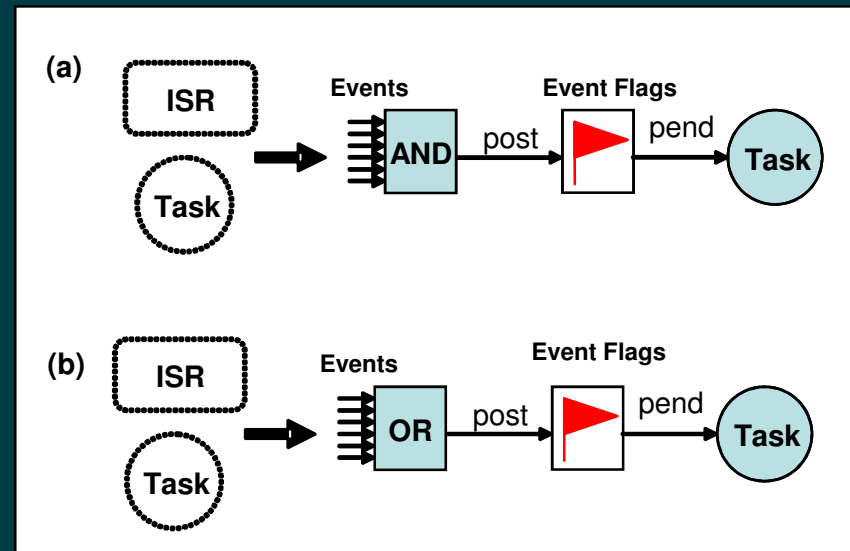 (a)
ISR
Events
Event Flags
AND
post
pend
Task
Task
(b)
ISR
Events
Event Flags
OR
post
pend
Task
Task